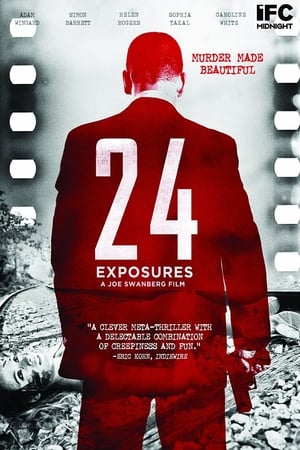 ADAM WINGARD
SIMON BARRETT
HELEN ROGERS
SOPHIA TAKAL
CAROLINE WHITE
IFC
MIDNIGHT
MURDER MADE
BEAUTIFUL
24
EXPOSURES
A JOE SWANBERG FILM
"A CLEVER META-THRILLER WITH
A DELECTABLE COMBINATION
OF CREEPINESS AND FUN."
-ERIC KOHN, INDIEWIRE